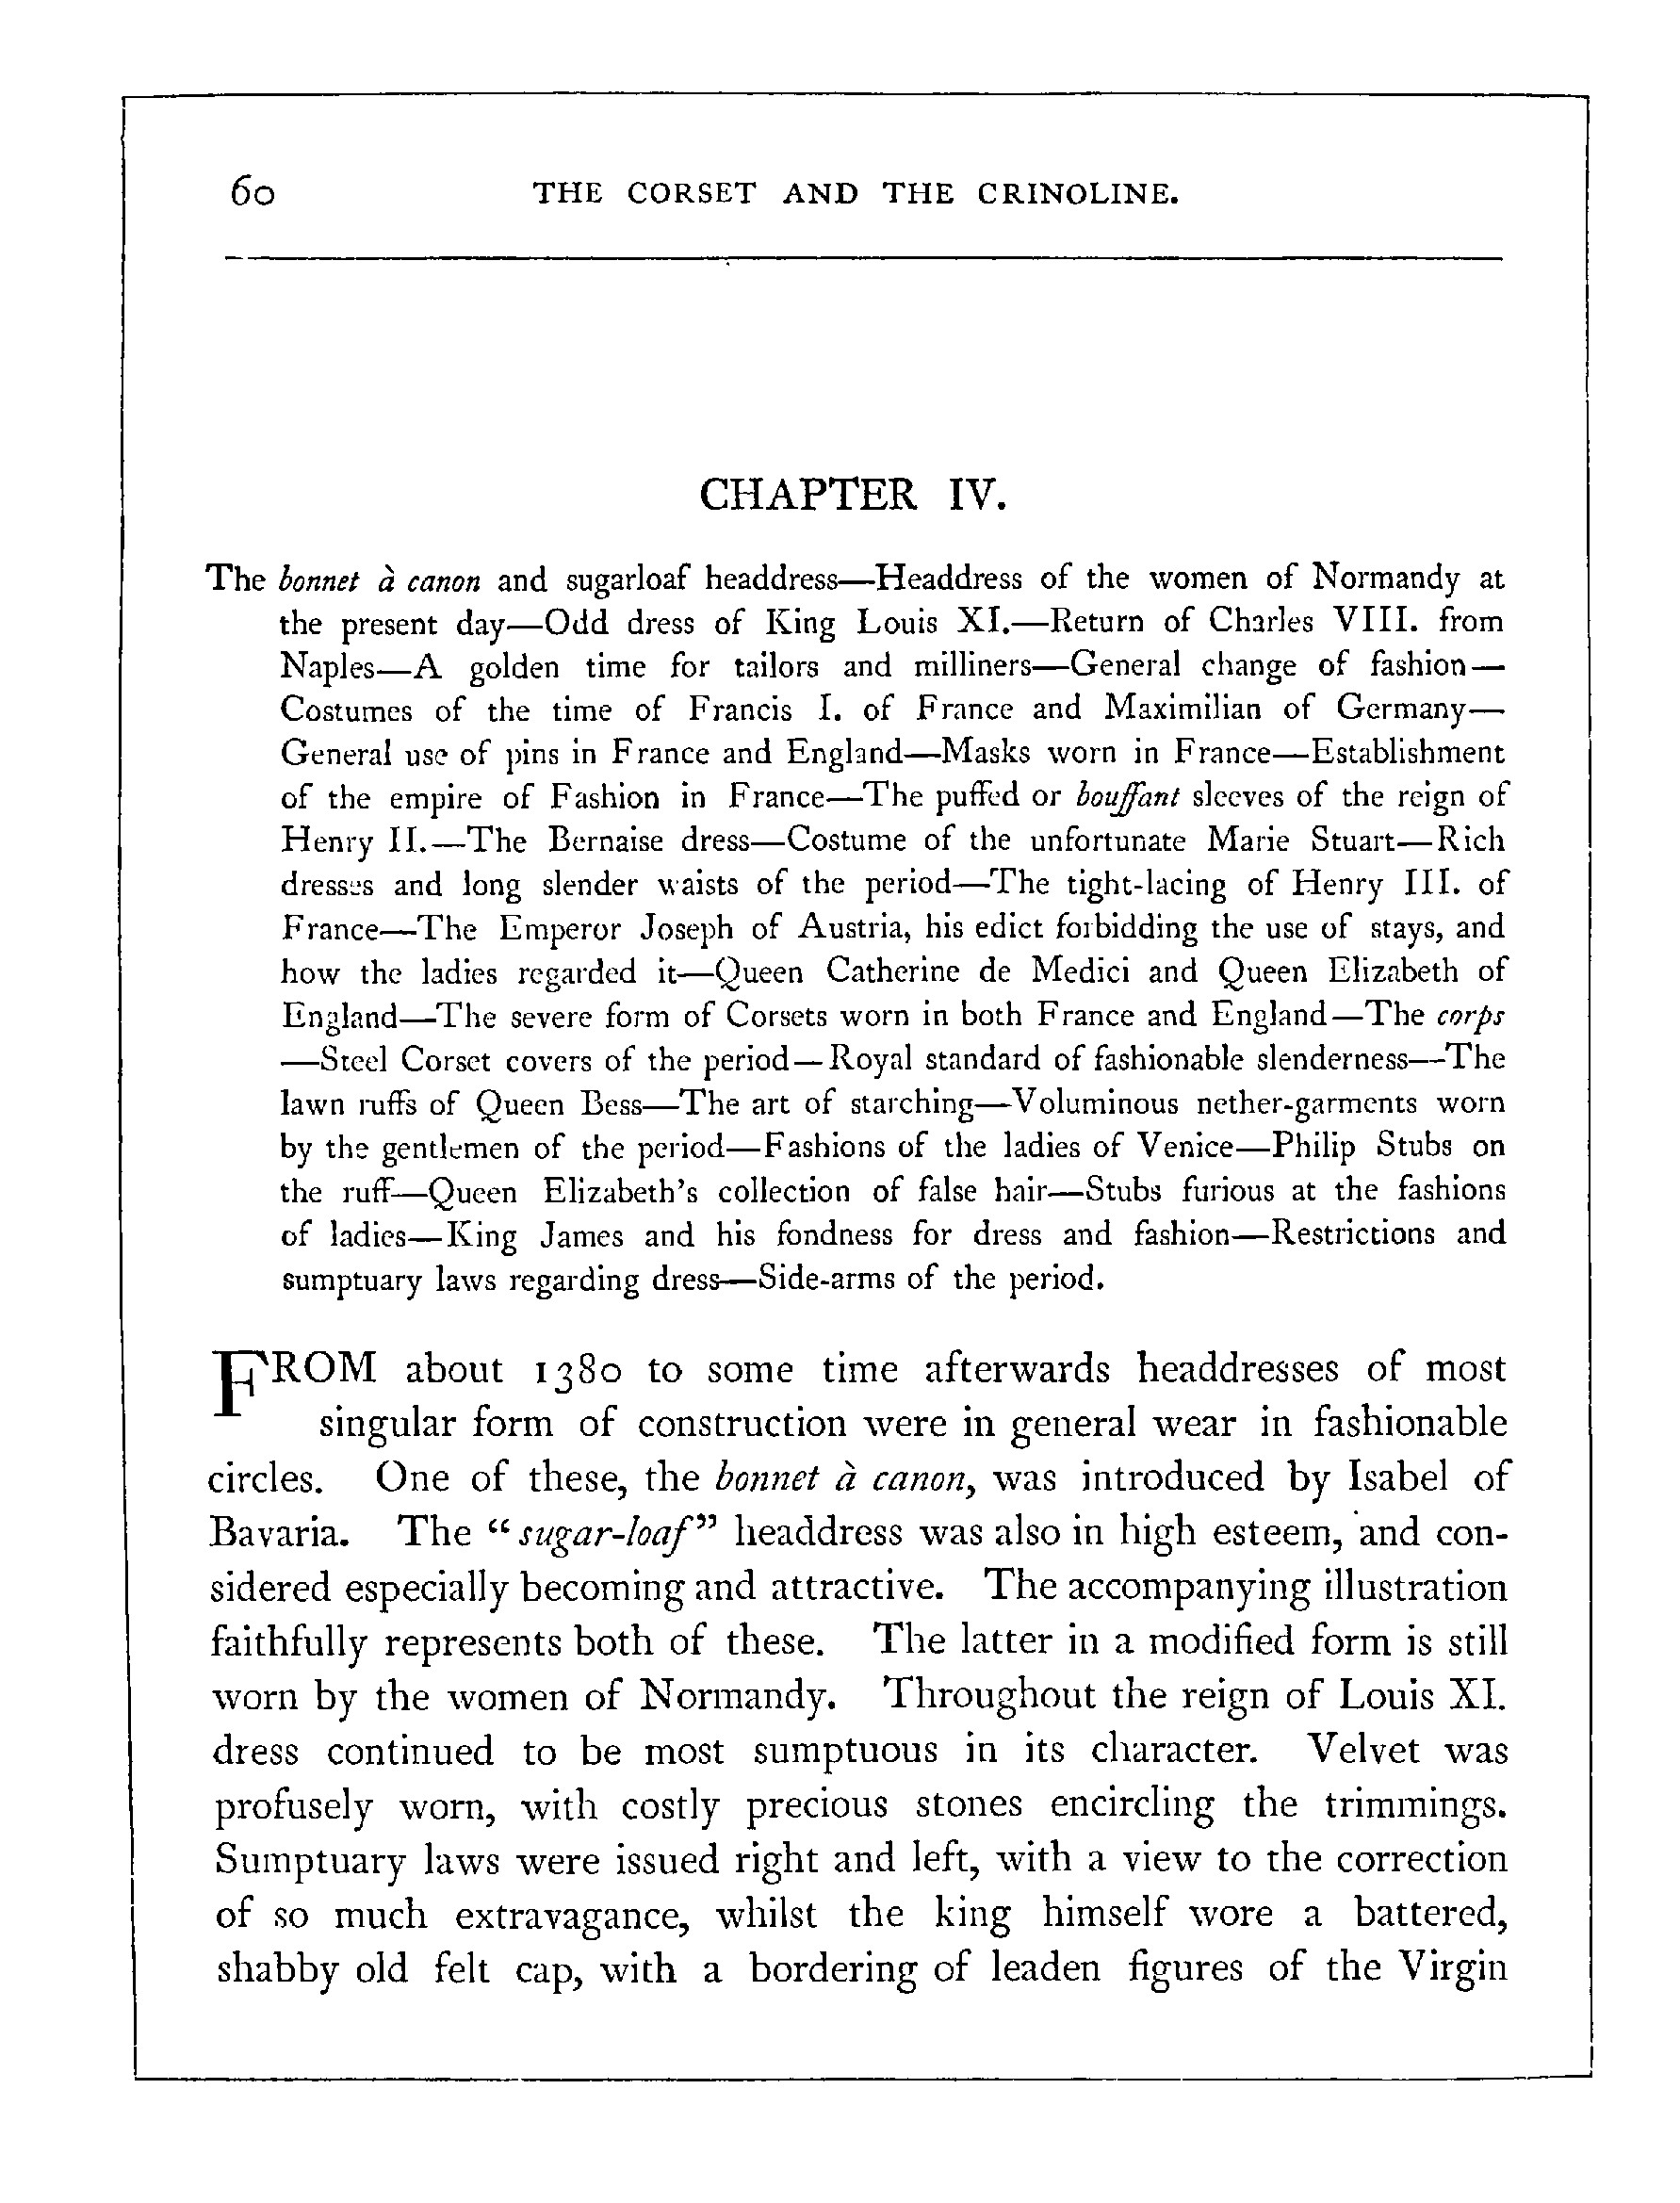 60 THE CORSET AND THE CRINOLINE.
CHAPTER IV.
The bonnet à canon and sugarloaf headdress—Headdress of the women of Normandy at
the present day—Odd dress of King Louis XI.—Return of Charles VIII. from
Naples—A golden time for tailors and milliners—General change of fashion—
Costumes of the time of Francis I. of France and Maximilian of Germany—
General use of pins in France and England—Masks worn in France—Establishment
of the empire of Fashion in France—The puffed or bouffant sleeves of the reign of
Henry II.—The Bernaise dress—Costume of the unfortunate Marie Stuart—Rich
dresses and long slender waists of the period—The tight-lacing of Henry III. of
France—The Emperor Joseph of Austria, his edict forbidding the use of stays, and
how the ladies regarded it—Queen Catherine de Medici and Queen Elizabeth of
England—The severe form of Corsets worn in both France and England—The corps
—Steel Corset covers of the period—Royal standard of fashionable slenderness—The
lawn ruffs of Queen Bess—The art of starching—Voluminous nether-garments worn
by the gentlemen of the period—Fashions of the ladies of Venice—Philip Stubs on
the ruff—Queen Elizabeth's collection of false hair—Stubs furious at the fashions
of ladies—King James and his fondness for dress and fashion—Restrictions and
sumptuary laws regarding dress—Side-arms of the period.
FROM about 1380 to some time afterwards headdresses of most
singular form of construction were in general wear in fashionable
circles. One of these, the bonnet à canon, was introduced by Isabel of
Bavaria. The “sugar-loaf” headdress was also in high esteem, and con-
sidered especially becoming and attractive. The accompanying illustration
faithfully represents both of these. The latter in a modified form is still
worn by the women of Normandy. Throughout the reign of Louis XI.
dress continued to be most sumptuous in its character. Velvet was
profusely worn, with costly precious stones encircling the trimmings.
Sumptuary laws were issued right and left, with a view to the correction
of so much extravagance, whilst the king himself wore a battered,
shabby old felt cap, with a bordering of leaden figures of the Virgin